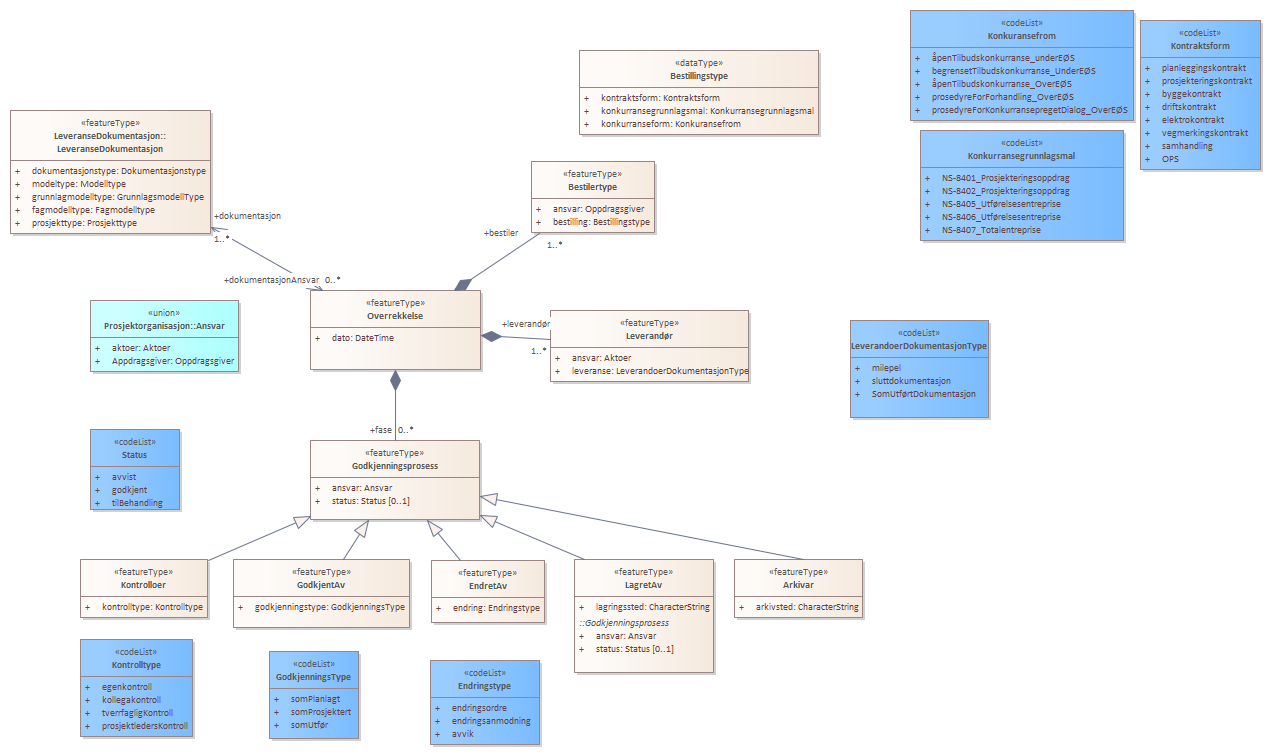 «codeList»
Konkuransefrom
+ åpenTilbudskonkurranse_underEØS
+ begrensetTilbudskonkurranse_UnderEØS
+ åpenTilbudskonkurranse_OverEØS
+ prosedyreForForhandling_OverEØS
+ prosedyreForKonkurransepregetDialog_OverEØS
«codeList»
Kontraktsform
+ planleggingskontrakt
+ prosjekteringskontrakt
+ byggekontrakt
+ driftskontrakt
+ elektrokontrakt
+ vegmerkingskontrakt
+ samhandling
+ OPS
«dataType»
Bestillingstype
+ kontraktsform: Kontraktsform
+ konkurransegrunnlagsmal: Konkurransegrunnlagsmal
+ konkurranseform: Konkuransefrom
«featureType»
LeveranseDokumentasjon::
LeveranseDokumentasjon
+ dokumentasjonstype: Dokumentasjonstype
+ modeltype: Modelltype
+ grunnlagmodelltype: GrunnlagsmodellType
+ fagmodelltype: Fagmodelltype
+ prosjekttype: Prosjekttype
«codeList»
Konkurransegrunnlagsmal
+ NS-8401_Prosjekteringsoppdrag
+ NS-8402_Prosjekteringsoppdrag
+ NS-8405_Utførelsesentreprise
+ NS-8406_Utførelsesentreprise
+ NS-8407_Totalentreprise
«featureType»
Bestilertype
+ ansvar: Oppdragsgiver
+ bestilling: Bestillingstype
+dokumentasjon
1..*
+bestiler
1..*
+dokumentasjonAnsvar 0..*
«featureType»
Overrekkelse
+ dato: DateTime
«union»
Prosjektorganisasjon::Ansvar
+ aktoer: Aktoer
+ Appdragsgiver: Oppdragsgiver
+leverandør
1..*
«featureType»
Leverandør
+ ansvar: Aktoer
+ leveranse: LeverandoerDokumentasjonType
«codeList»
LeverandoerDokumentasjonType
+ milepel
+ sluttdokumentasjon
+ SomUtførtDokumentasjon
+fase 0..*
«codeList»
Status
+ avvist
+ godkjent
+ tilBehandling
«featureType»
Godkjenningsprosess
+ ansvar: Ansvar
+ status: Status [0..1]
«featureType»
Kontrolloer
+ kontrolltype: Kontrolltype
«featureType»
GodkjentAv
+ godkjenningstype: GodkjenningsType
«featureType»
EndretAv
+ endring: Endringstype
«featureType»
LagretAv
+ lagringssted: CharacterString
::Godkjenningsprosess
+ ansvar: Ansvar
+ status: Status [0..1]
«featureType»
Arkivar
+ arkivsted: CharacterString
«codeList»
Kontrolltype
+ egenkontroll
+ kollegakontroll
+ tverrfagligKontroll
+ prosjektledersKontroll
«codeList»
GodkjenningsType
+ somPlanlagt
+ somProsjektert
+ somUtfør
«codeList»
Endringstype
+ endringsordre
+ endringsanmodning
+ avvik